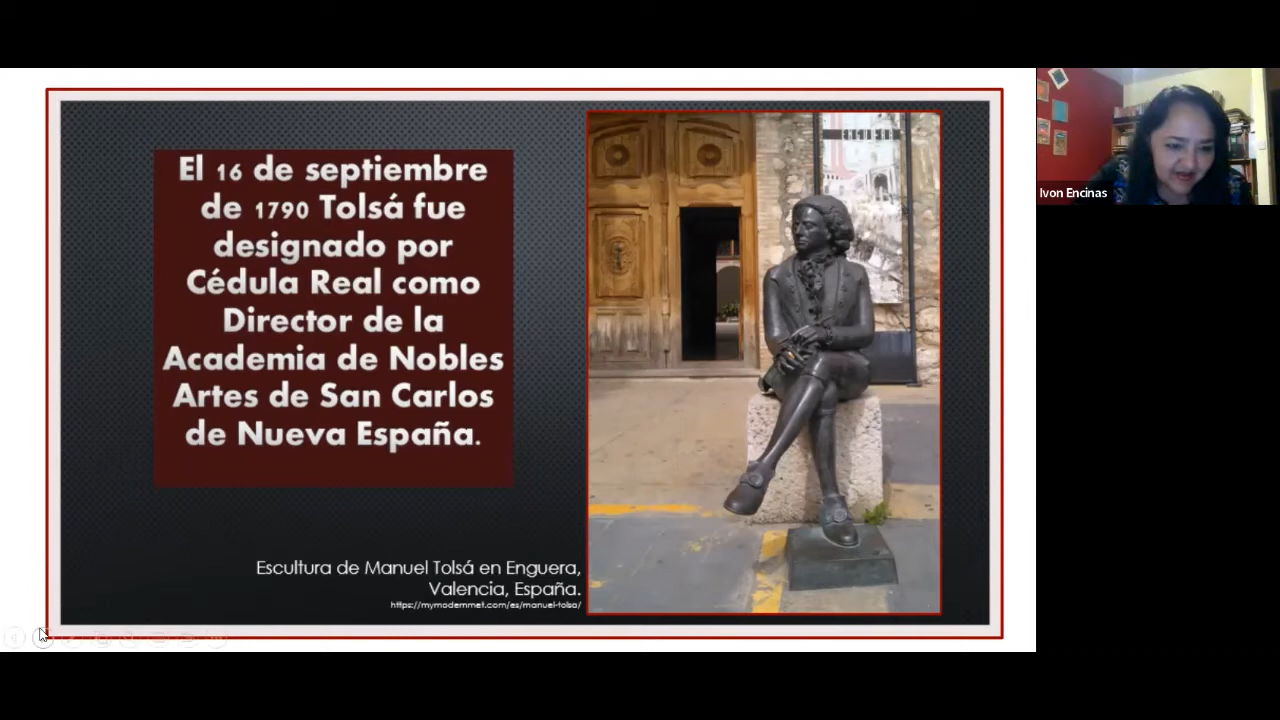 El 16 de septiembre
de 1790 Tolsá fue
designado por
Cédula Real como
Director de la
Academia de Nobles
Artes de San Carlos
de Nueva España.
Escultura de Manuel Tolsá en Enguera,
Valencia, España.
https://mymodernmet.com/es/manuel-tolsa/
Ivon Encinas